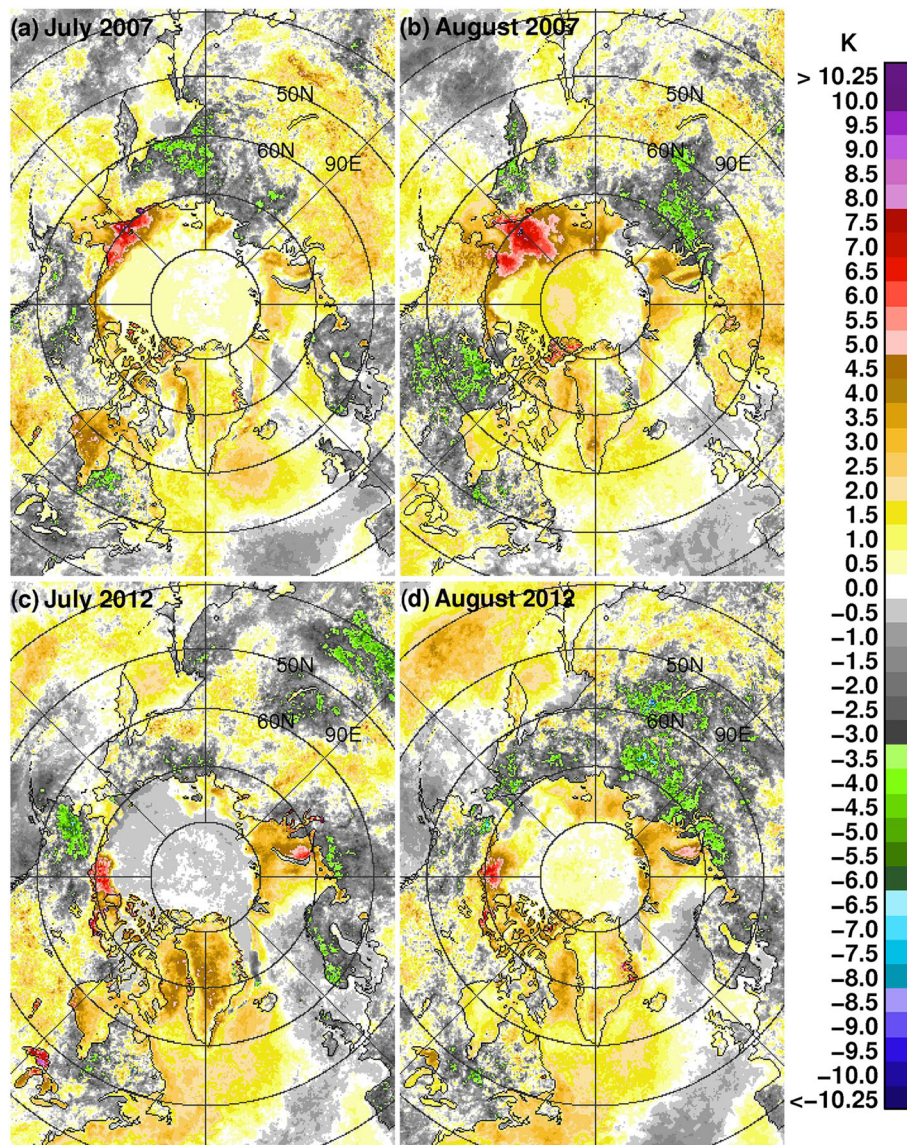 (a) July 2007
50N
60N
90E
(b) August 2007
50N
60N
90E
(c) July 2012
50N
60N
90E
(d) August 2012
50N
60N
90E
K
> 10.25
10.0
9.5
9.0
8.5
8.0
7.5
7.0
6.5
6.0
5.5
5.0
4.5
4.0
3.5
3.0
2.5
2.0
1.5
1.0
0.5
0.0
−0.5
−1.0
−1.5
−2.0
−2.5
−3.0
−3.5
−4.0
−4.5
−5.0
−5.5
−6.0
−6.5
−7.0
−7.5
−8.0
−8.5
−9.0
−9.5
−10.0
<−10.25